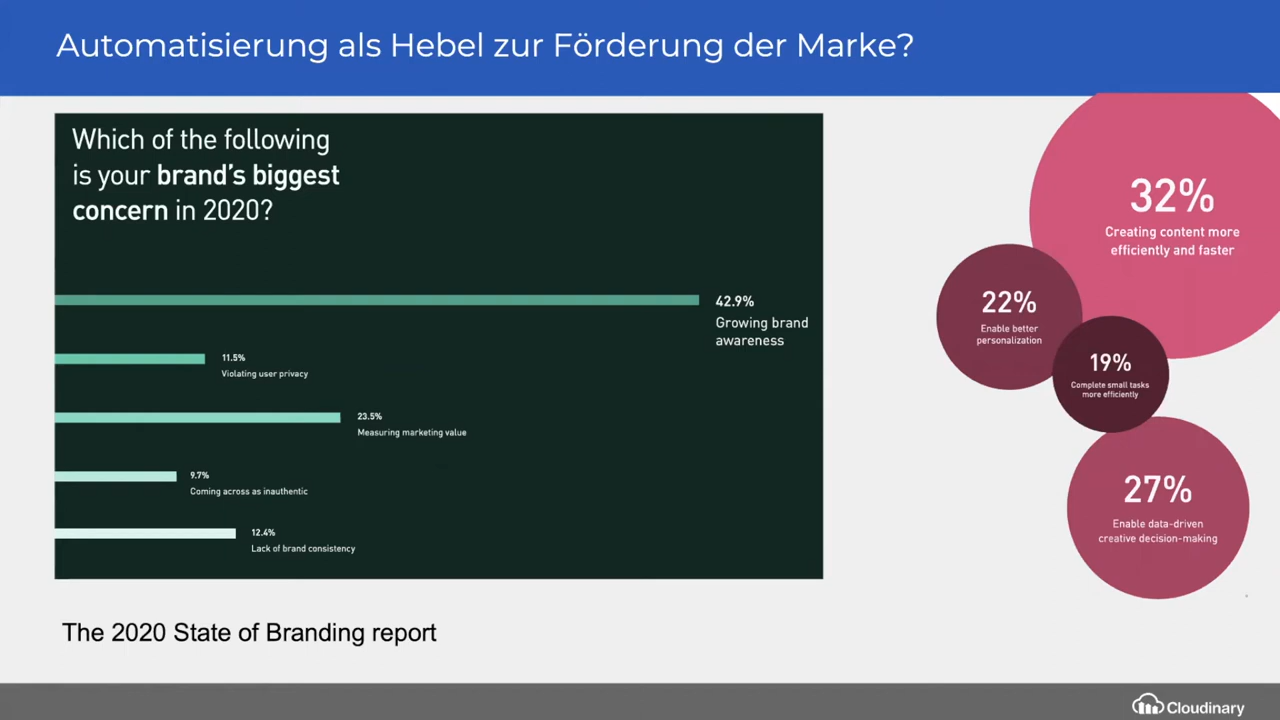 Automatisierung als Hebel zur Förderung der Marke?
Which of the following
is your brand's biggest
concern in 2020?
42.9%
Growing brand
awareness
11.5%
Violating user privacy
23.5%
Measuring marketing value
9.7%
Coming across as inauthentic
12.4%
Lack of brand consistency
32%
Creating content more
efficiently and faster
22%
Enable better
personalization
19%
Complete small tasks
more efficiently
27%
Enable data-driven
creative decision-making
The 2020 State of Branding report
Cloudinary